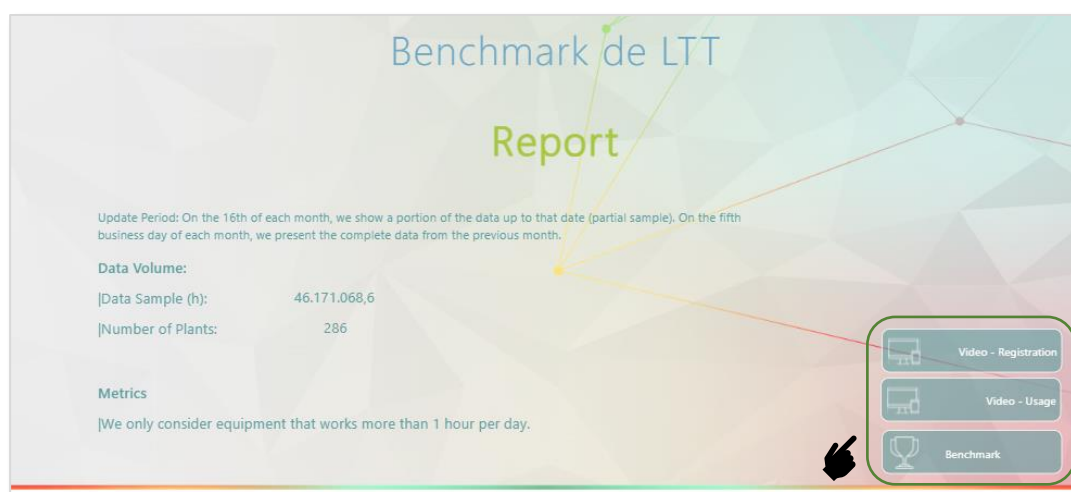 Benchmark de LTT
Report
Update Period: On the 16th of each month, we show a portion of the data up to that date (partial sample). On the fifth
business day of each month, we present the complete data from the previous month.
Data Volume:
|Data Sample (h): 46.171.068,6
|Number of Plants: 286
Metrics
|We only consider equipment that works more than 1 hour per day.
Video - Registration
Video - Usage
Benchmark